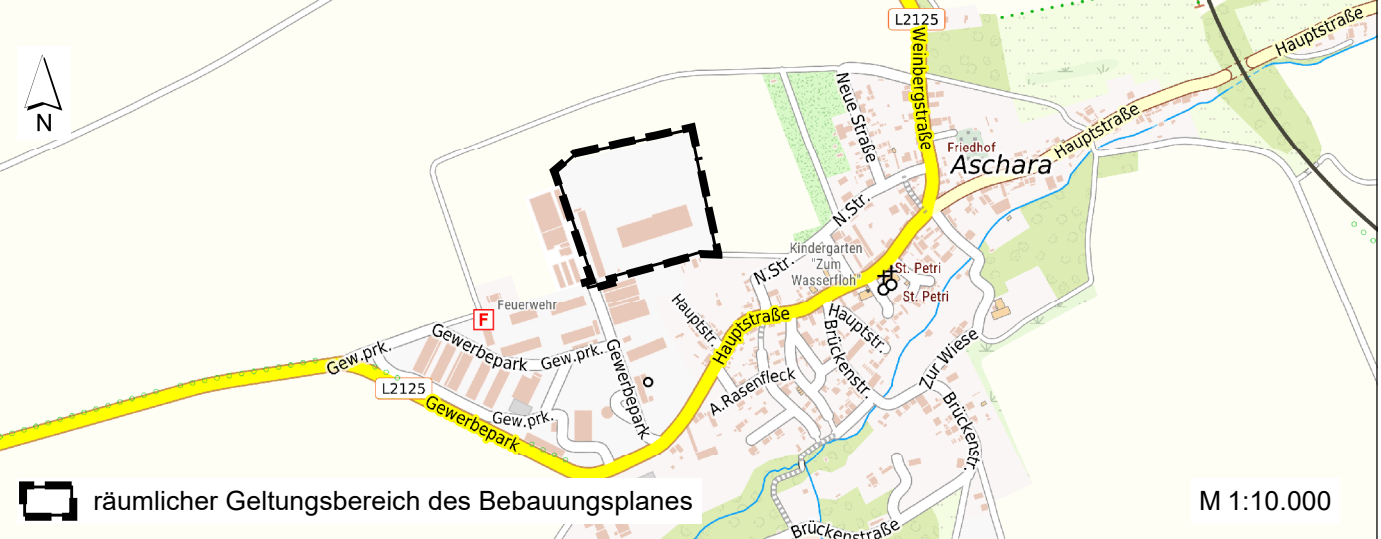 L2125
Hauptstraße
Weinbergstraße
Neue Straße
N
Hauptstraße
Friedhof
Aschara
N.Str.
Kindergarten
"Zum
Wasserfloh"
N.Str.
St. Petri
St. Petri
Feuerwehr
F
Hauptstr.
Hauptstraße
Hauptstr.
Brückenstr.
Gewerbepark
Gew.prk.
Gew.prk.
Gewerbepark
Zur Wiese
A.Rasenfleck
L2125
Gewerbepark
Gew.prk.
Brückenstr.
räumlicher Geltungsbereich des Bebauungsplanes
M 1:10.000
Brückenstraße